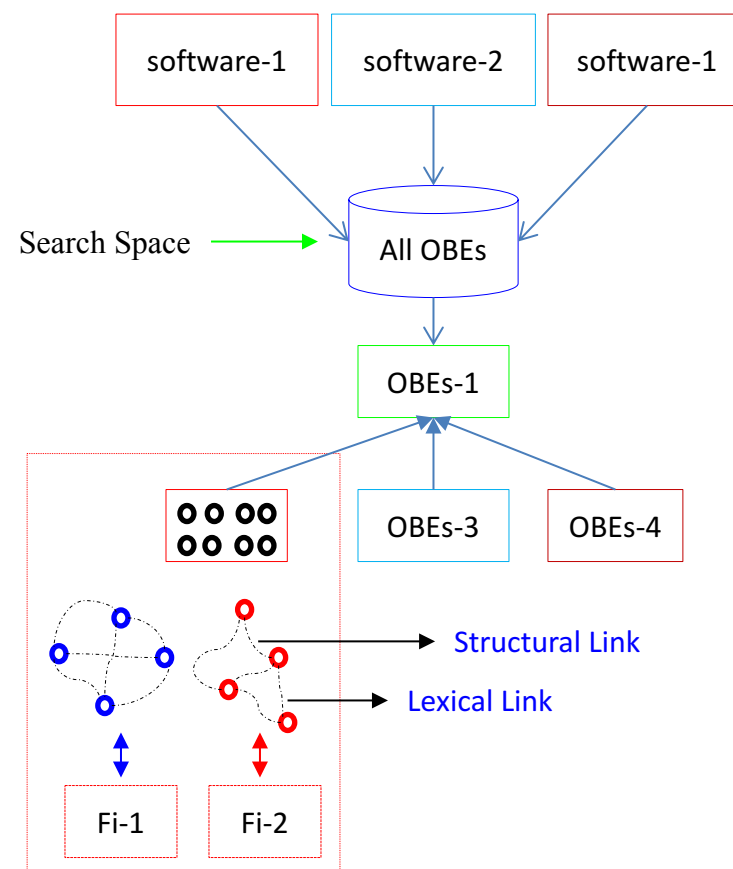 software-1
software-2
software-1
Search Space
All OBEs
OBEs-1
OBEs-3
OBEs-4
Structural Link
Lexical Link
Fi-1
Fi-2